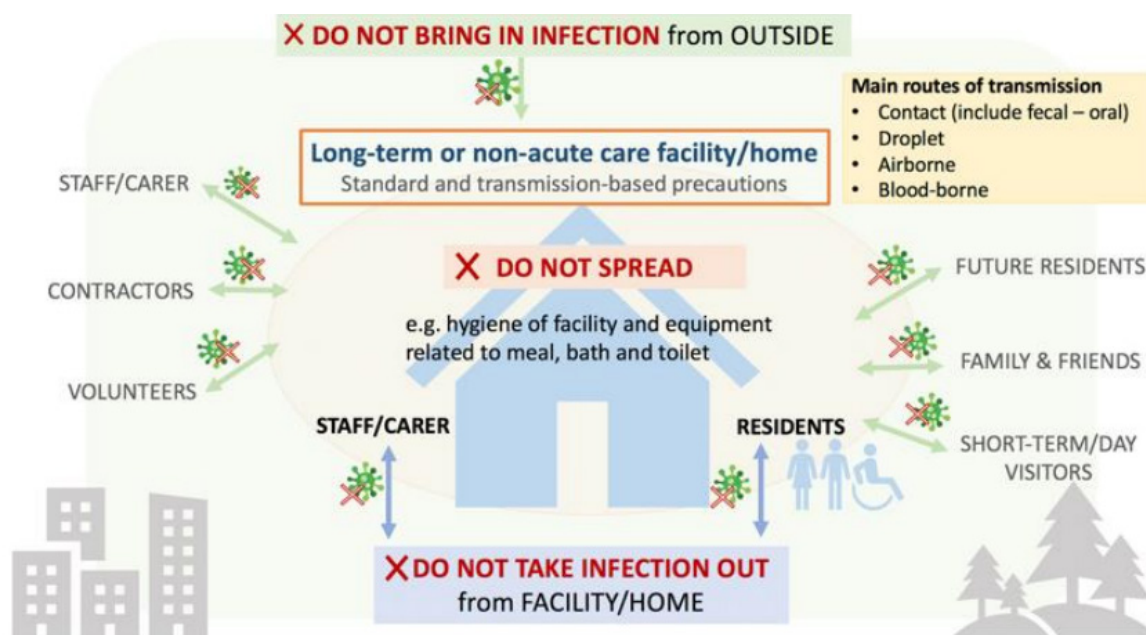 DO NOT BRING IN INFECTION from OUTSIDE
Main routes of transmission
• Contact (include fecal – oral)
• Droplet
• Airborne
• Blood-borne
Long-term or non-acute care facility/home
Standard and transmission-based precautions
STAFF/CARER
CONTRACTORS
VOLUNTEERS
DO NOT SPREAD
e.g. hygiene of facility and equipment
related to meal, bath and toilet
FUTURE RESIDENTS
FAMILY & FRIENDS
SHORT-TERM/DAY
VISITORS
STAFF/CARER
RESIDENTS
DO NOT TAKE INFECTION OUT
from FACILITY/HOME